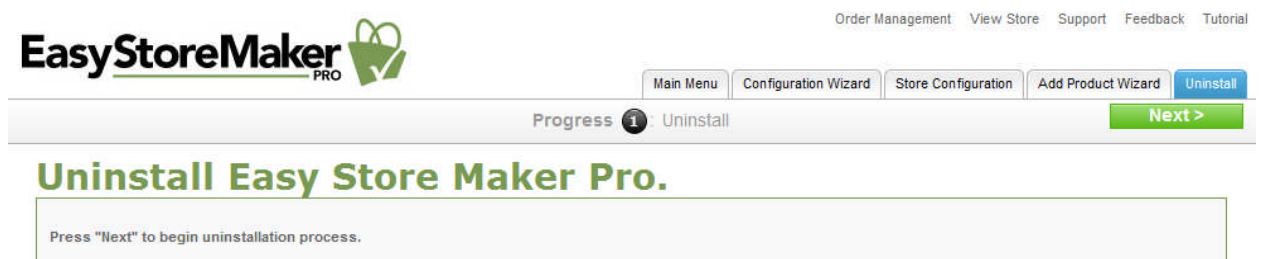 Order Management View Store Support Feedback Tutorial
EasyStoreMaker
PRO
Main Menu Configuration Wizard Store Configuration Add Product Wizard Uninstall
Progress 1: Uninstall Next >
Uninstall Easy Store Maker Pro.
Press "Next" to begin uninstallation process.